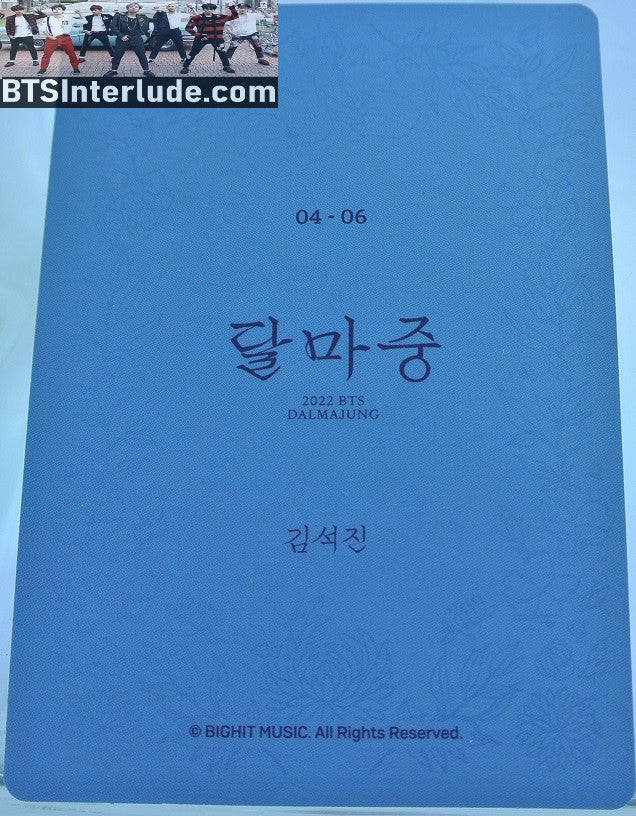 BTSInterlude.com
04 - 06
달마중
2022 BTS
DALMAJUNG
김석진
© BIGHIT MUSIC. All Rights Reserved.